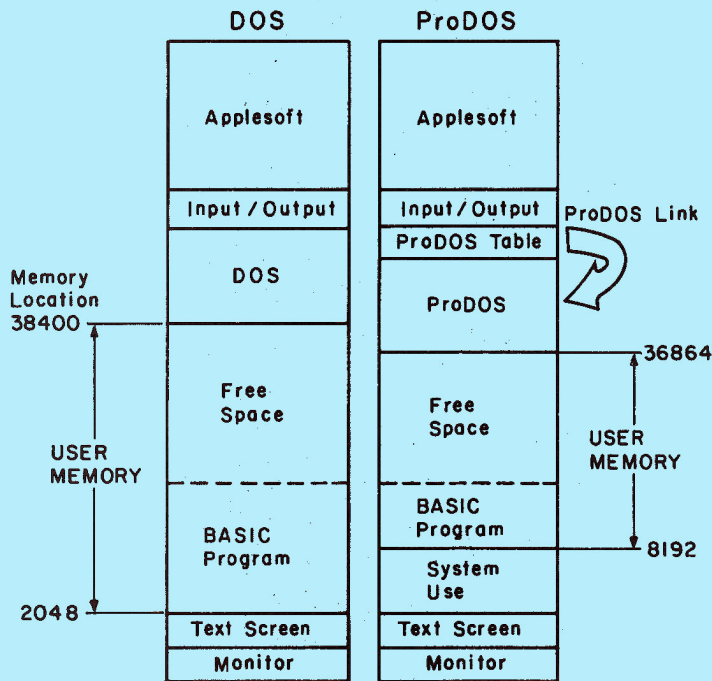 DOS
ProDOS
Applesoft
Applesoft
Input / Output
Input / Output
ProDOS Link
ProDOS Table
DOS
Memory
Location
38400
ProDOS
36864
Free
Space
Free
Space
USER
MEMORY
USER
MEMORY
BASIC
Program
BASIC
Program
8192
System
Use
2048
Text Screen
Text Screen
Monitor
Monitor